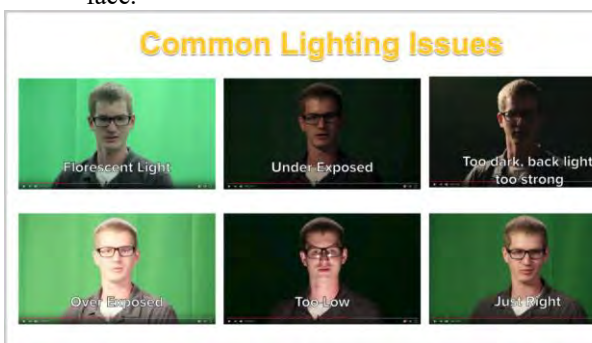 face.
Common Lighting Issues
Florescent Light
Under Exposed
Too dark, back light
too strong
Over Exposed
Too Low
Just Right